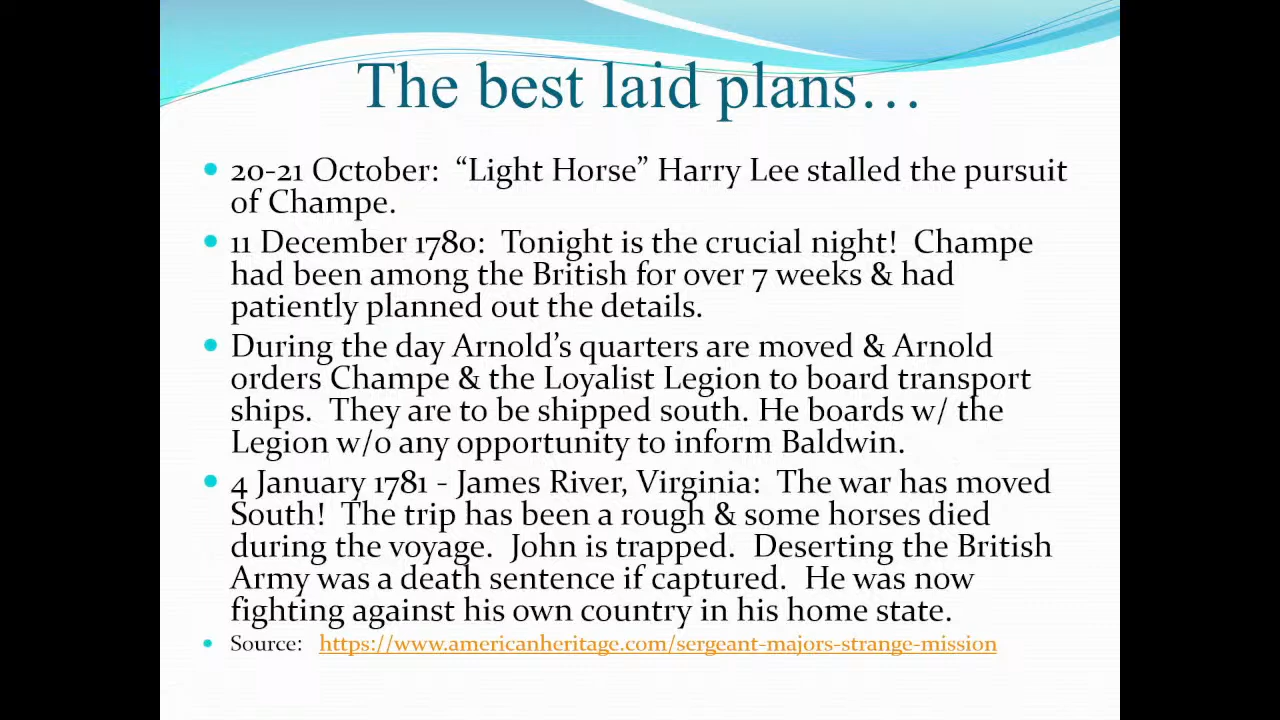 The best laid plans…
20-21 October:  “Light Horse” Harry Lee stalled the pursuit
of Champe.
11 December 1780:  Tonight is the crucial night!  Champe
had been among the British for over 7 weeks & had
patiently planned out the details.
During the day Arnold’s quarters are moved & Arnold
orders Champe & the Loyalist Legion to board transport
ships.  They are to be shipped south. He boards w/ the
Legion w/o any opportunity to inform Baldwin.
4 January 1781 - James River, Virginia:  The war has moved
South!  The trip has been a rough & some horses died
during the voyage.  John is trapped.  Deserting the British
Army was a death sentence if captured.  He was now
fighting against his own country in his home state.
Source:   https://www.americanheritage.com/sergeant-majors-strange-mission